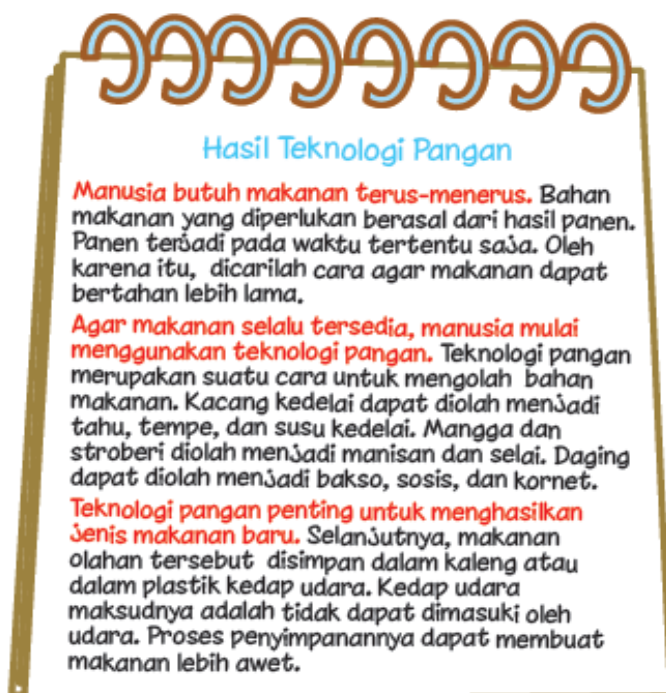 Hasil Teknologi Pangan
Manusia butuh makanan terus-menerus. Bahan
makanan yang diperlukan berasal dari hasil panen.
Panen terjadi pada waktu tertentu saja. Oleh
karena itu, dicarilah cara agar makanan dapat
bertahan lebih lama.
Agar makanan selalu tersedia, manusia mulai
menggunakan teknologi pangan. Teknologi pangan
merupakan suatu cara untuk mengolah bahan
makanan. Kacang kedelai dapat diolah menjadi
tahu, tempe, dan susu kedelai. Mangga dan
stroberi diolah menjadi manisan dan selai. Daging
dapat diolah menjadi bakso, sosis, dan kornet.
Teknologi pangan penting untuk menghasilkan
jenis makanan baru. Selanjutnya, makanan
olahan tersebut disimpan dalam kaleng atau
dalam plastik kedap udara. Kedap udara
maksudnya adalah tidak dapat dimasuki oleh
udara. Proses penyimpanannya dapat membuat
makanan lebih awet.